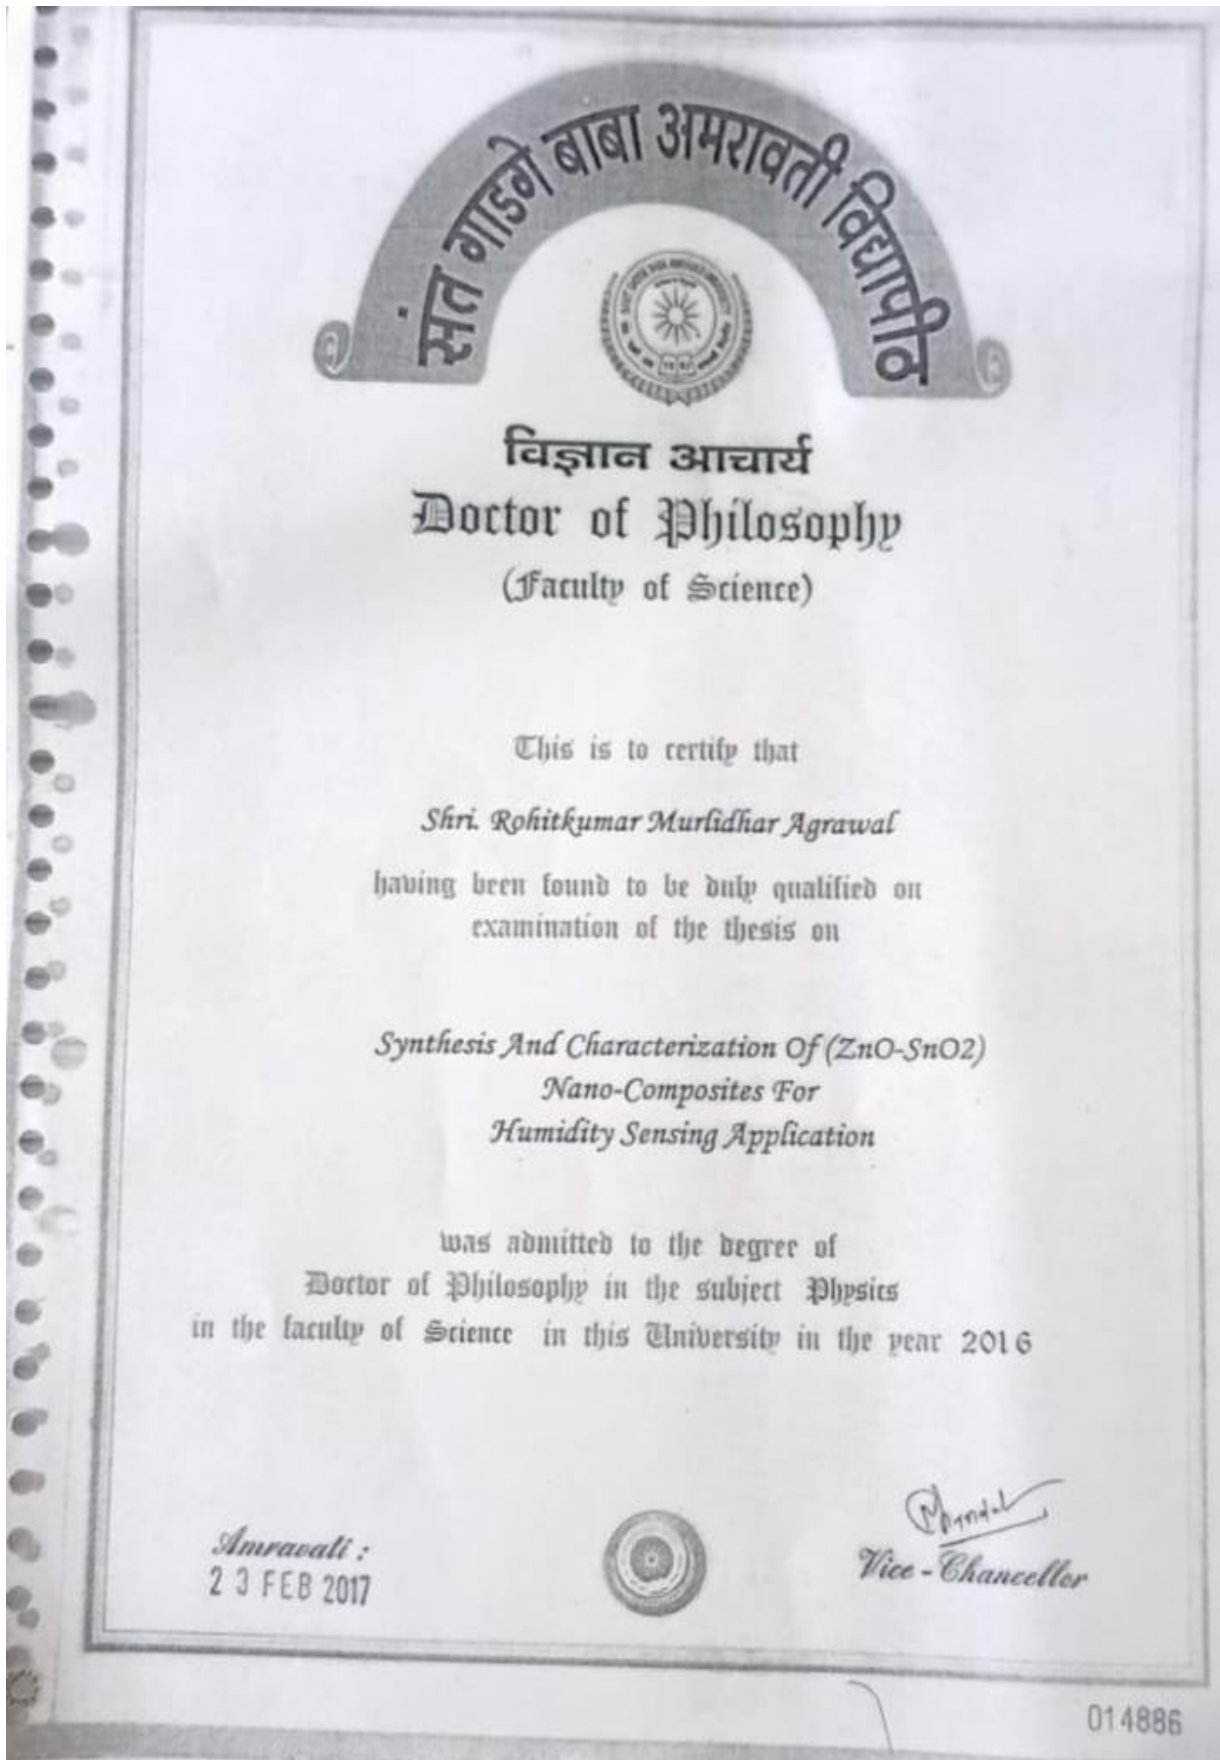 संत गाडगे बाबा अमरावती विद्यापीठ
विज्ञान आचार्य
Doctor of Philosophy
(Faculty of Science)
This is to certify that
Shri. Rohitkumar Murlidhar Agrawal
having been found to be duly qualified on
examination of the thesis on
Synthesis And Characterization Of (ZnO-SnO2)
Nano-Composites For
Humidity Sensing Application
was admitted to the degree of
Doctor of Philosophy in the subject Physics
in the faculty of Science in this University in the year 2016
Amravati :
23 FEB 2017
Vice-Chancellor
014886